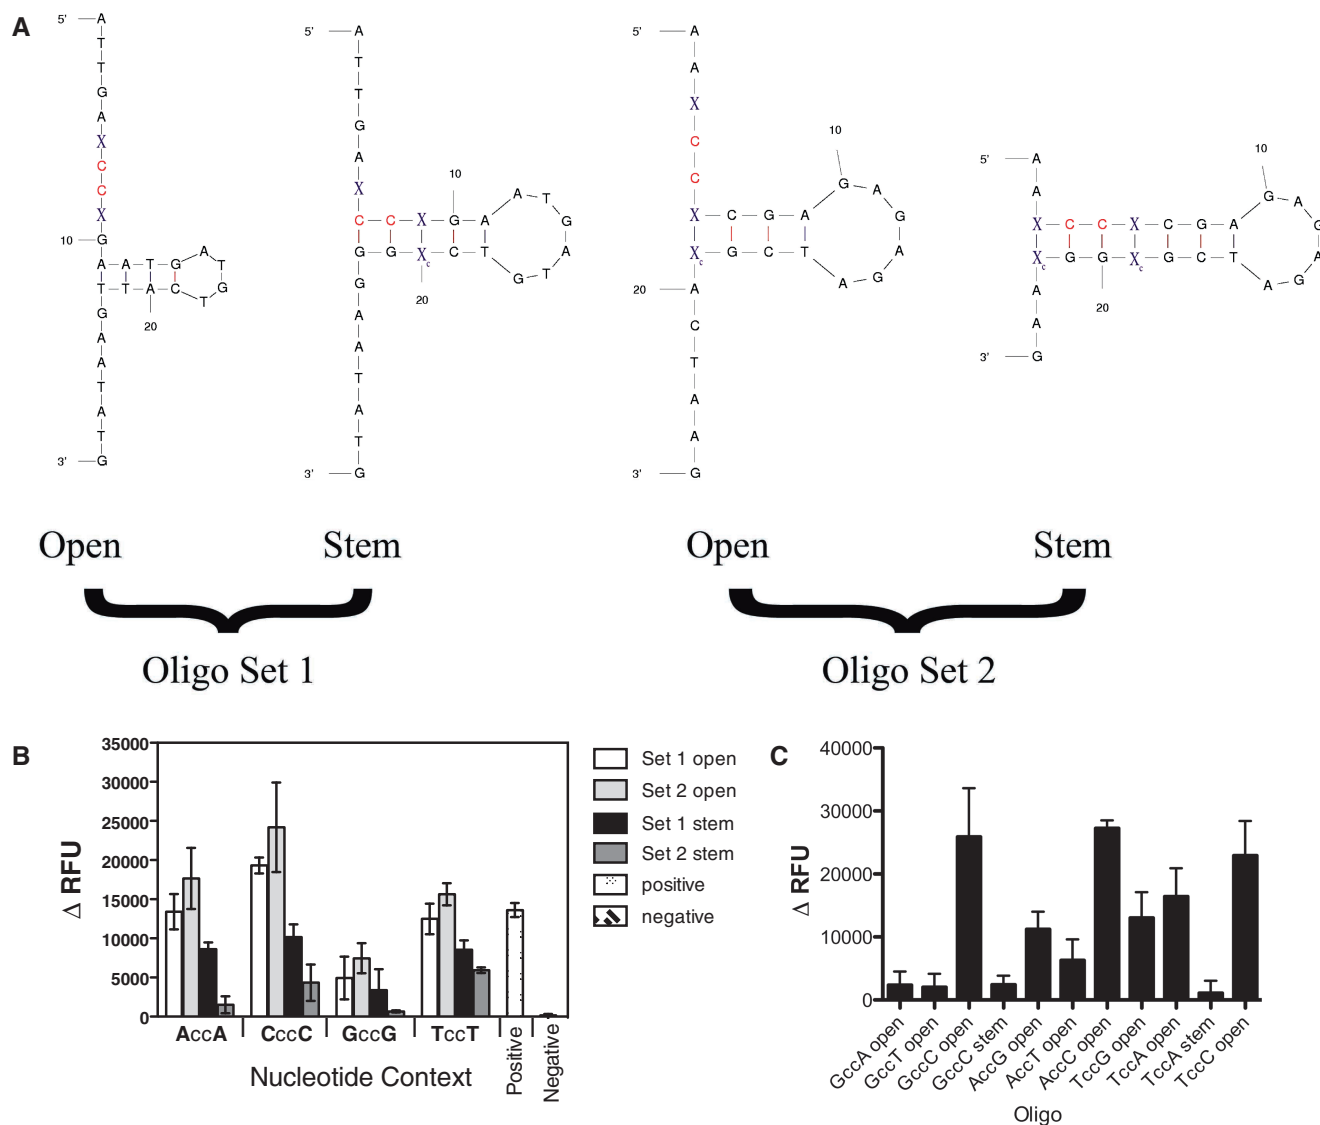 A
5'
A
T
T
G
A
X
C
C
X
10
G
A
A
T
G
A
T
G
T
C
A
T
T
20
G
A
A
T
A
T
G
3'
5'
A
T
T
G
A
X
C
C
X
G
10
A
A
T
G
A
T
G
T
C
Xc
20
G
G
G
A
A
T
A
T
G
3'
5'
A
A
X
C
C
X
C
G
A
G
10
A
G
A
G
A
T
C
G
Xc
20
A
C
T
A
A
G
3'
5'
A
A
X
C
C
X
C
G
A
G
10
A
G
A
G
A
T
C
G
Xc
G
20
G
Xc
A
A
G
3'
Open
Stem
Open
Stem
Oligo Set 1
Oligo Set 2
B
35000
30000
25000
20000
15000
10000
5000
0
Δ RFU
AccA
CccC
GccG
TccT
Positive
Negative
Nucleotide Context
Set 1 open
Set 2 open
Set 1 stem
Set 2 stem
positive
negative
C
40000
30000
20000
10000
0
Δ RFU
GccA open
GccT open
GccC open
GccC stem
AccG open
AccT open
AccC open
TccG open
TccA open
TccA stem
TccC open
Oligo